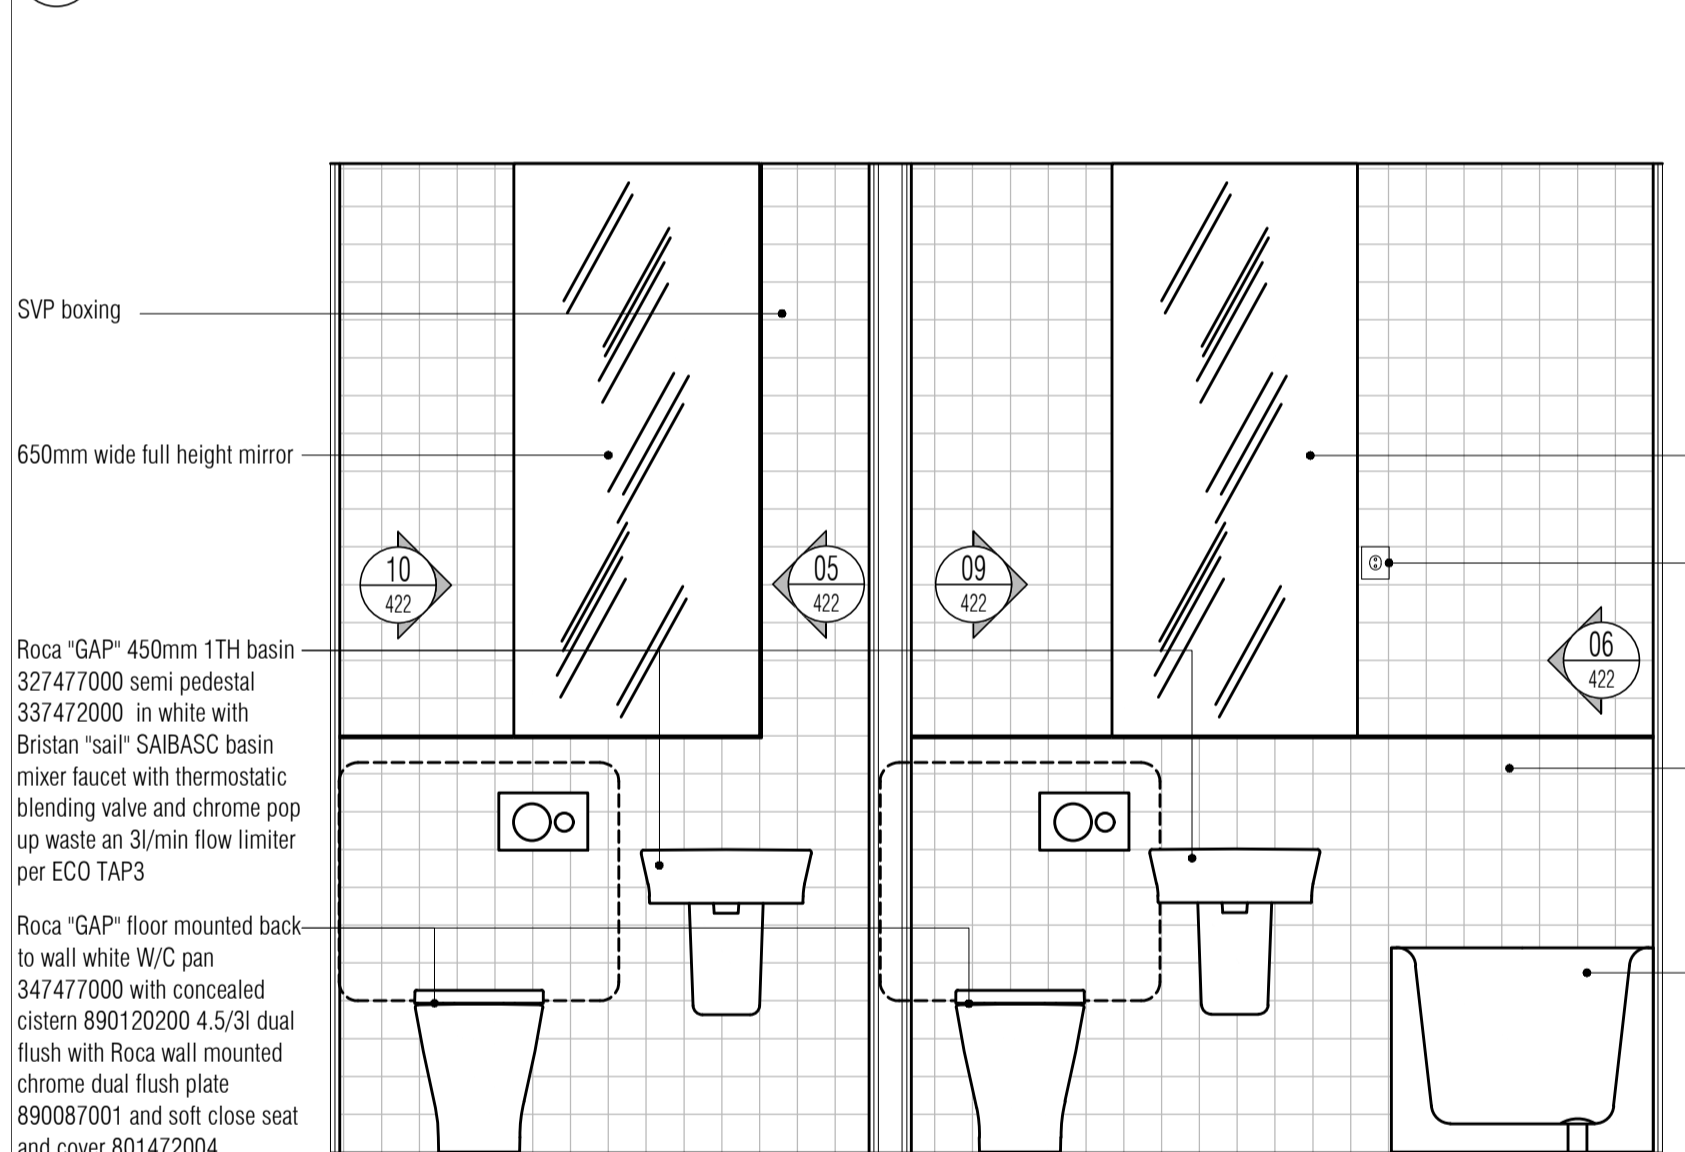 SVP boxing
650mm wide full height mirror
10
422
05
422
09
422
06
422
Roca "GAP" 450mm 1TH basin
327477000 semi pedestal
337472000 in white with
Bristan "sail" SAIBASC basin
mixer faucet with thermostatic
blending valve and chrome pop
up waste an 3l/min flow limiter
per ECO TAP3
Roca "GAP" floor mounted back
to wall white W/C pan
347477000 with concealed
cistern 890120200 4.5/3l dual
flush with Roca wall mounted
chrome dual flush plate
890087001 and soft close seat
and cover 801472004